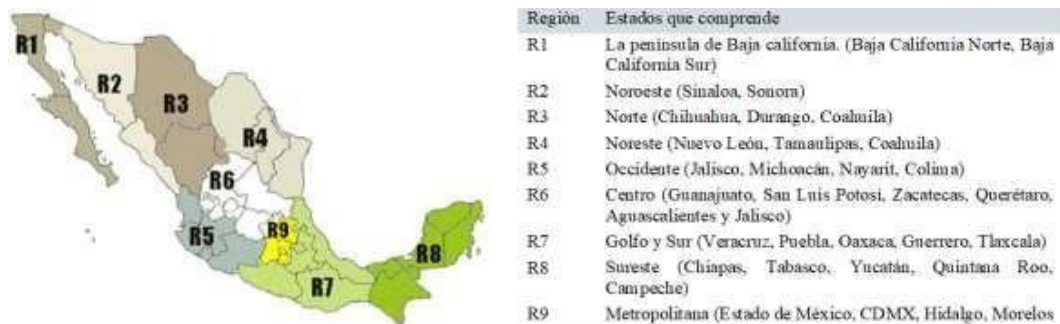 R1
R2
R3
R4
R6
R5
R9
R8
R7
Región Estados que comprende
R1 La península de Baja california. (Baja California Norte, Baja
California Sur)
R2 Noroeste (Sinaloa, Sonora)
R3 Norte (Chihuahua, Durango, Coahuila)
R4 Noreste (Nuevo León, Tamaulipas, Coahuila)
R5 Occidente (Jalisco, Michoacán, Nayarit, Colima)
R6 Centro (Guanajuato, San Luis Potosí, Zacatecas, Querétaro,
Aguascalientes y Jalisco)
R7 Golfo y Sur (Veracruz, Puebla, Oaxaca, Guerrero, Tlaxcala)
R8 Sureste (Chiapas, Tabasco, Yucatán, Quintana Roo,
Campeche)
R9 Metropolitana (Estado de México, CDMX, Hidalgo, Morelos